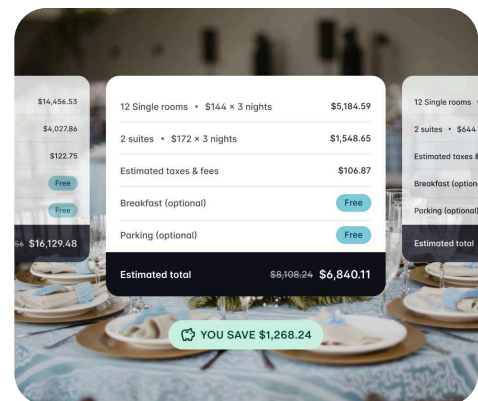 $14,456.53
$4,027.86
$122.75
Free
Free
56 $16,129.48
12 Single rooms • $144 × 3 nights $5,184.59
2 suites • $172 × 3 nights $1,548.65
Estimated taxes & fees $106.87
Breakfast (optional) Free
Parking (optional) Free
Estimated total $8,108.24 $6,840.11
12 Single rooms •
2 suites • $644
Estimated taxes &
Breakfast (option
Parking (optional)
Estimated total
YOU SAVE $1,268.24